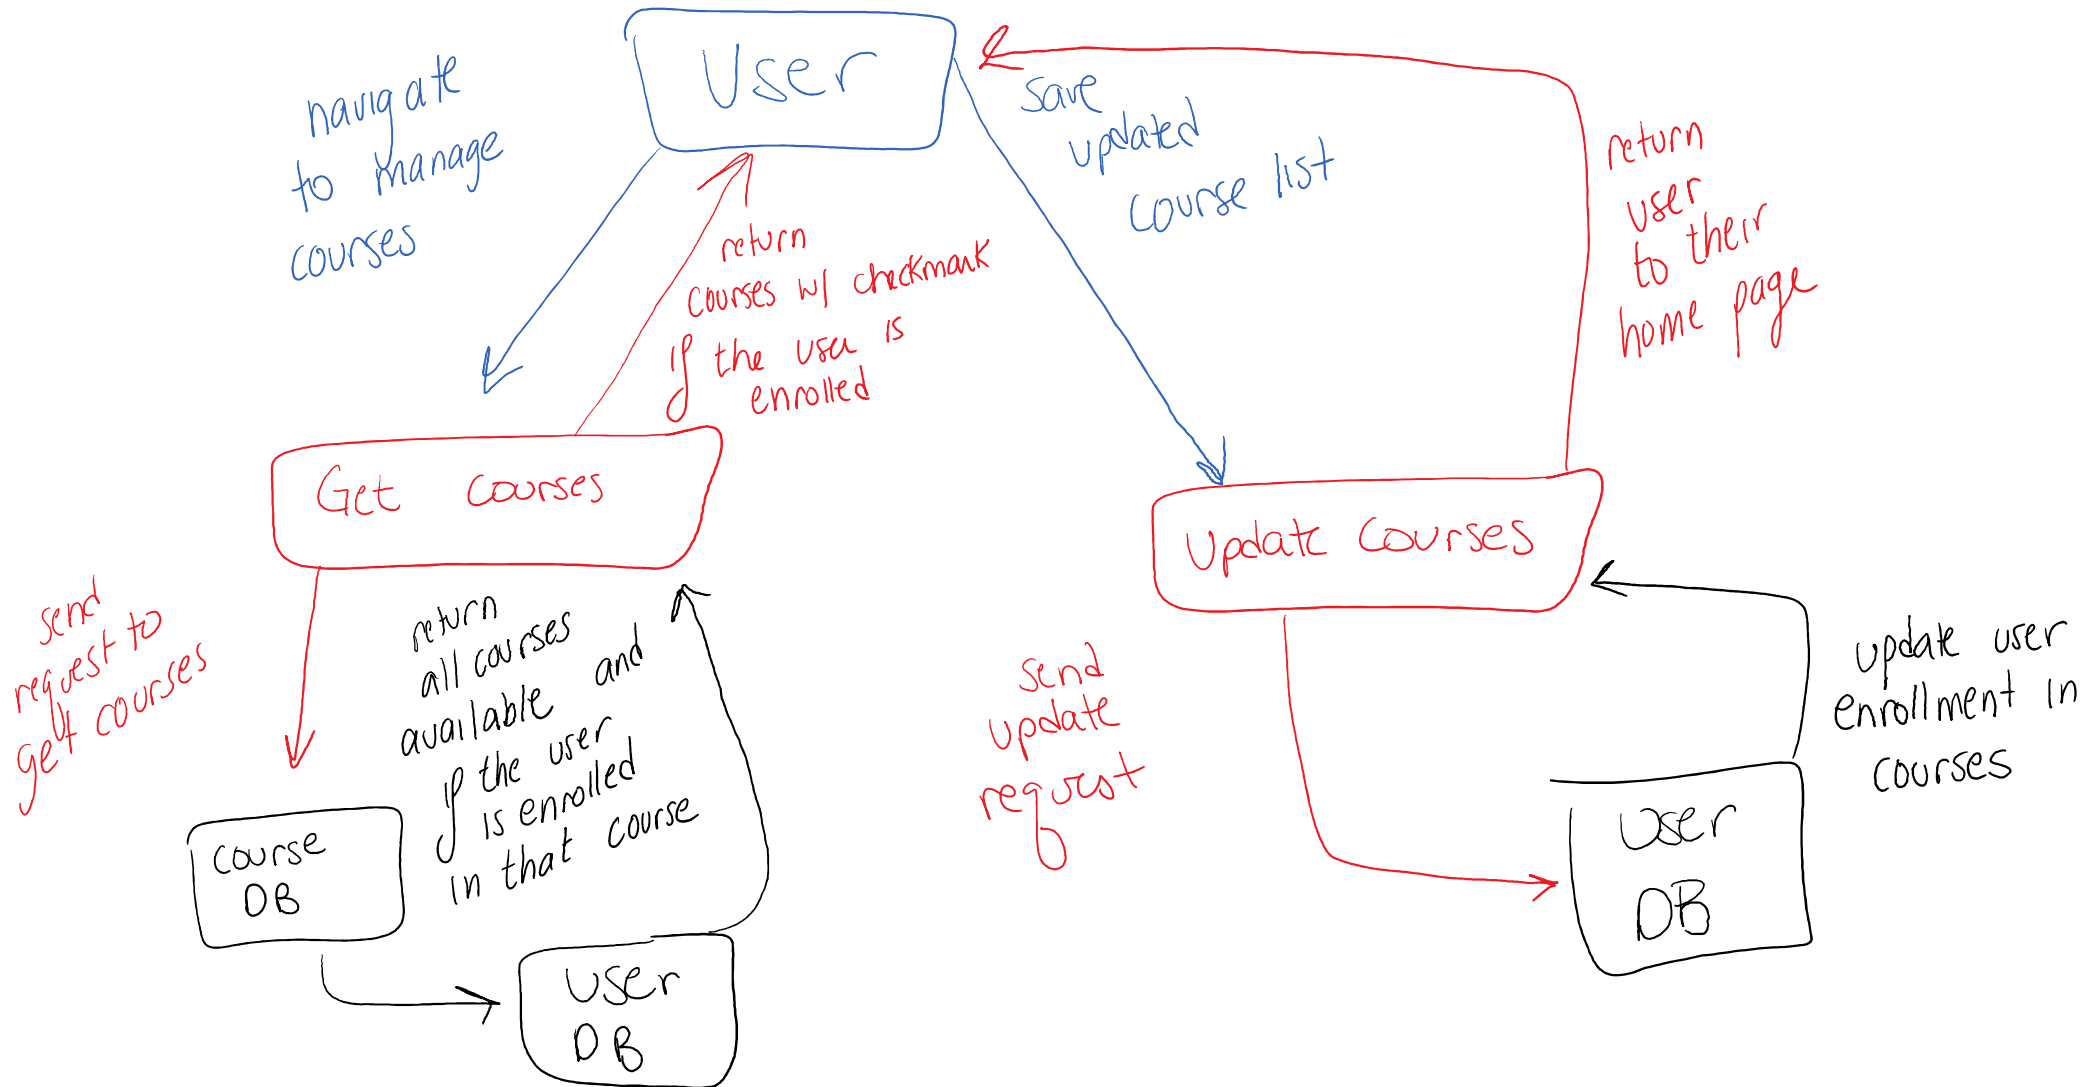 User
navigate
to manage
courses
save
updated
course list
return
user
to their
home page
return
courses w/ checkmark
if the user is
enrolled
Get courses
Update Courses
send
request to
get courses
return
all courses
available and
if the user
is enrolled
in that course
send
update
request
update user
enrollment in
courses
course
DB
user
DB
user
DB